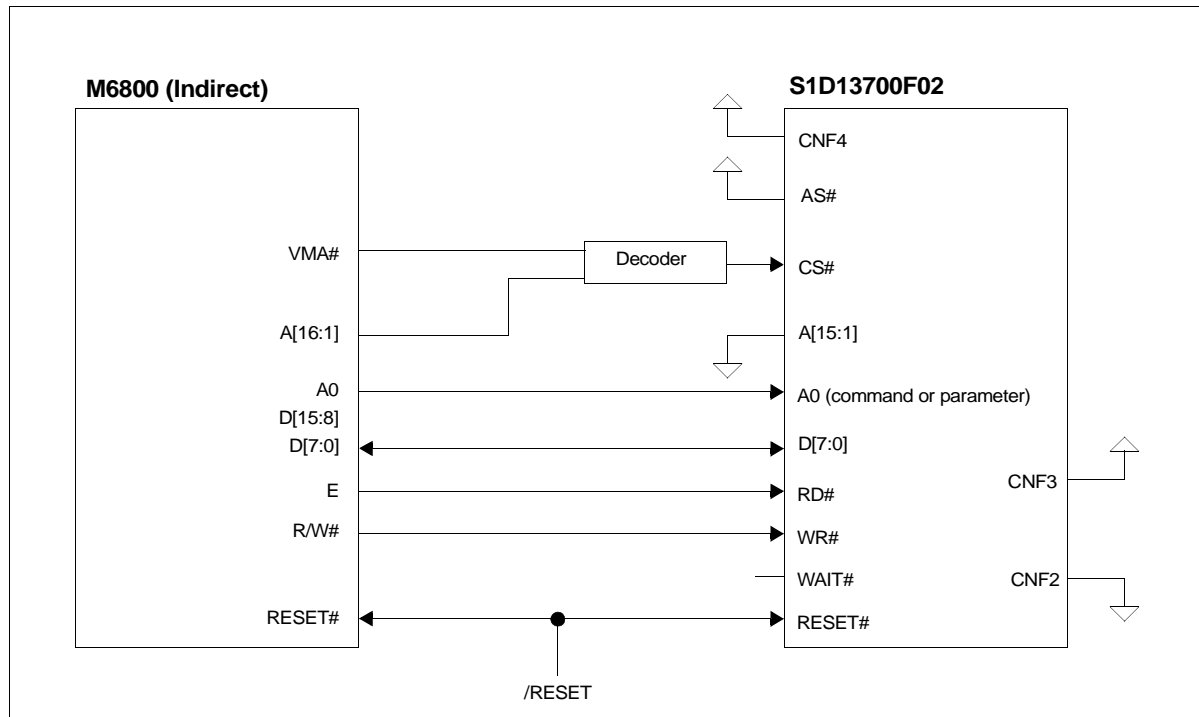 M6800 (Indirect)
S1D13700F02
CNF4
AS#
VMA#
Decoder
CS#
A[16:1]
A[15:1]
A0
A0 (command or parameter)
D[15:8]
D[7:0]
D[7:0]
CNF3
E
RD#
R/W#
WR#
WAIT#
CNF2
RESET#
RESET#
/RESET